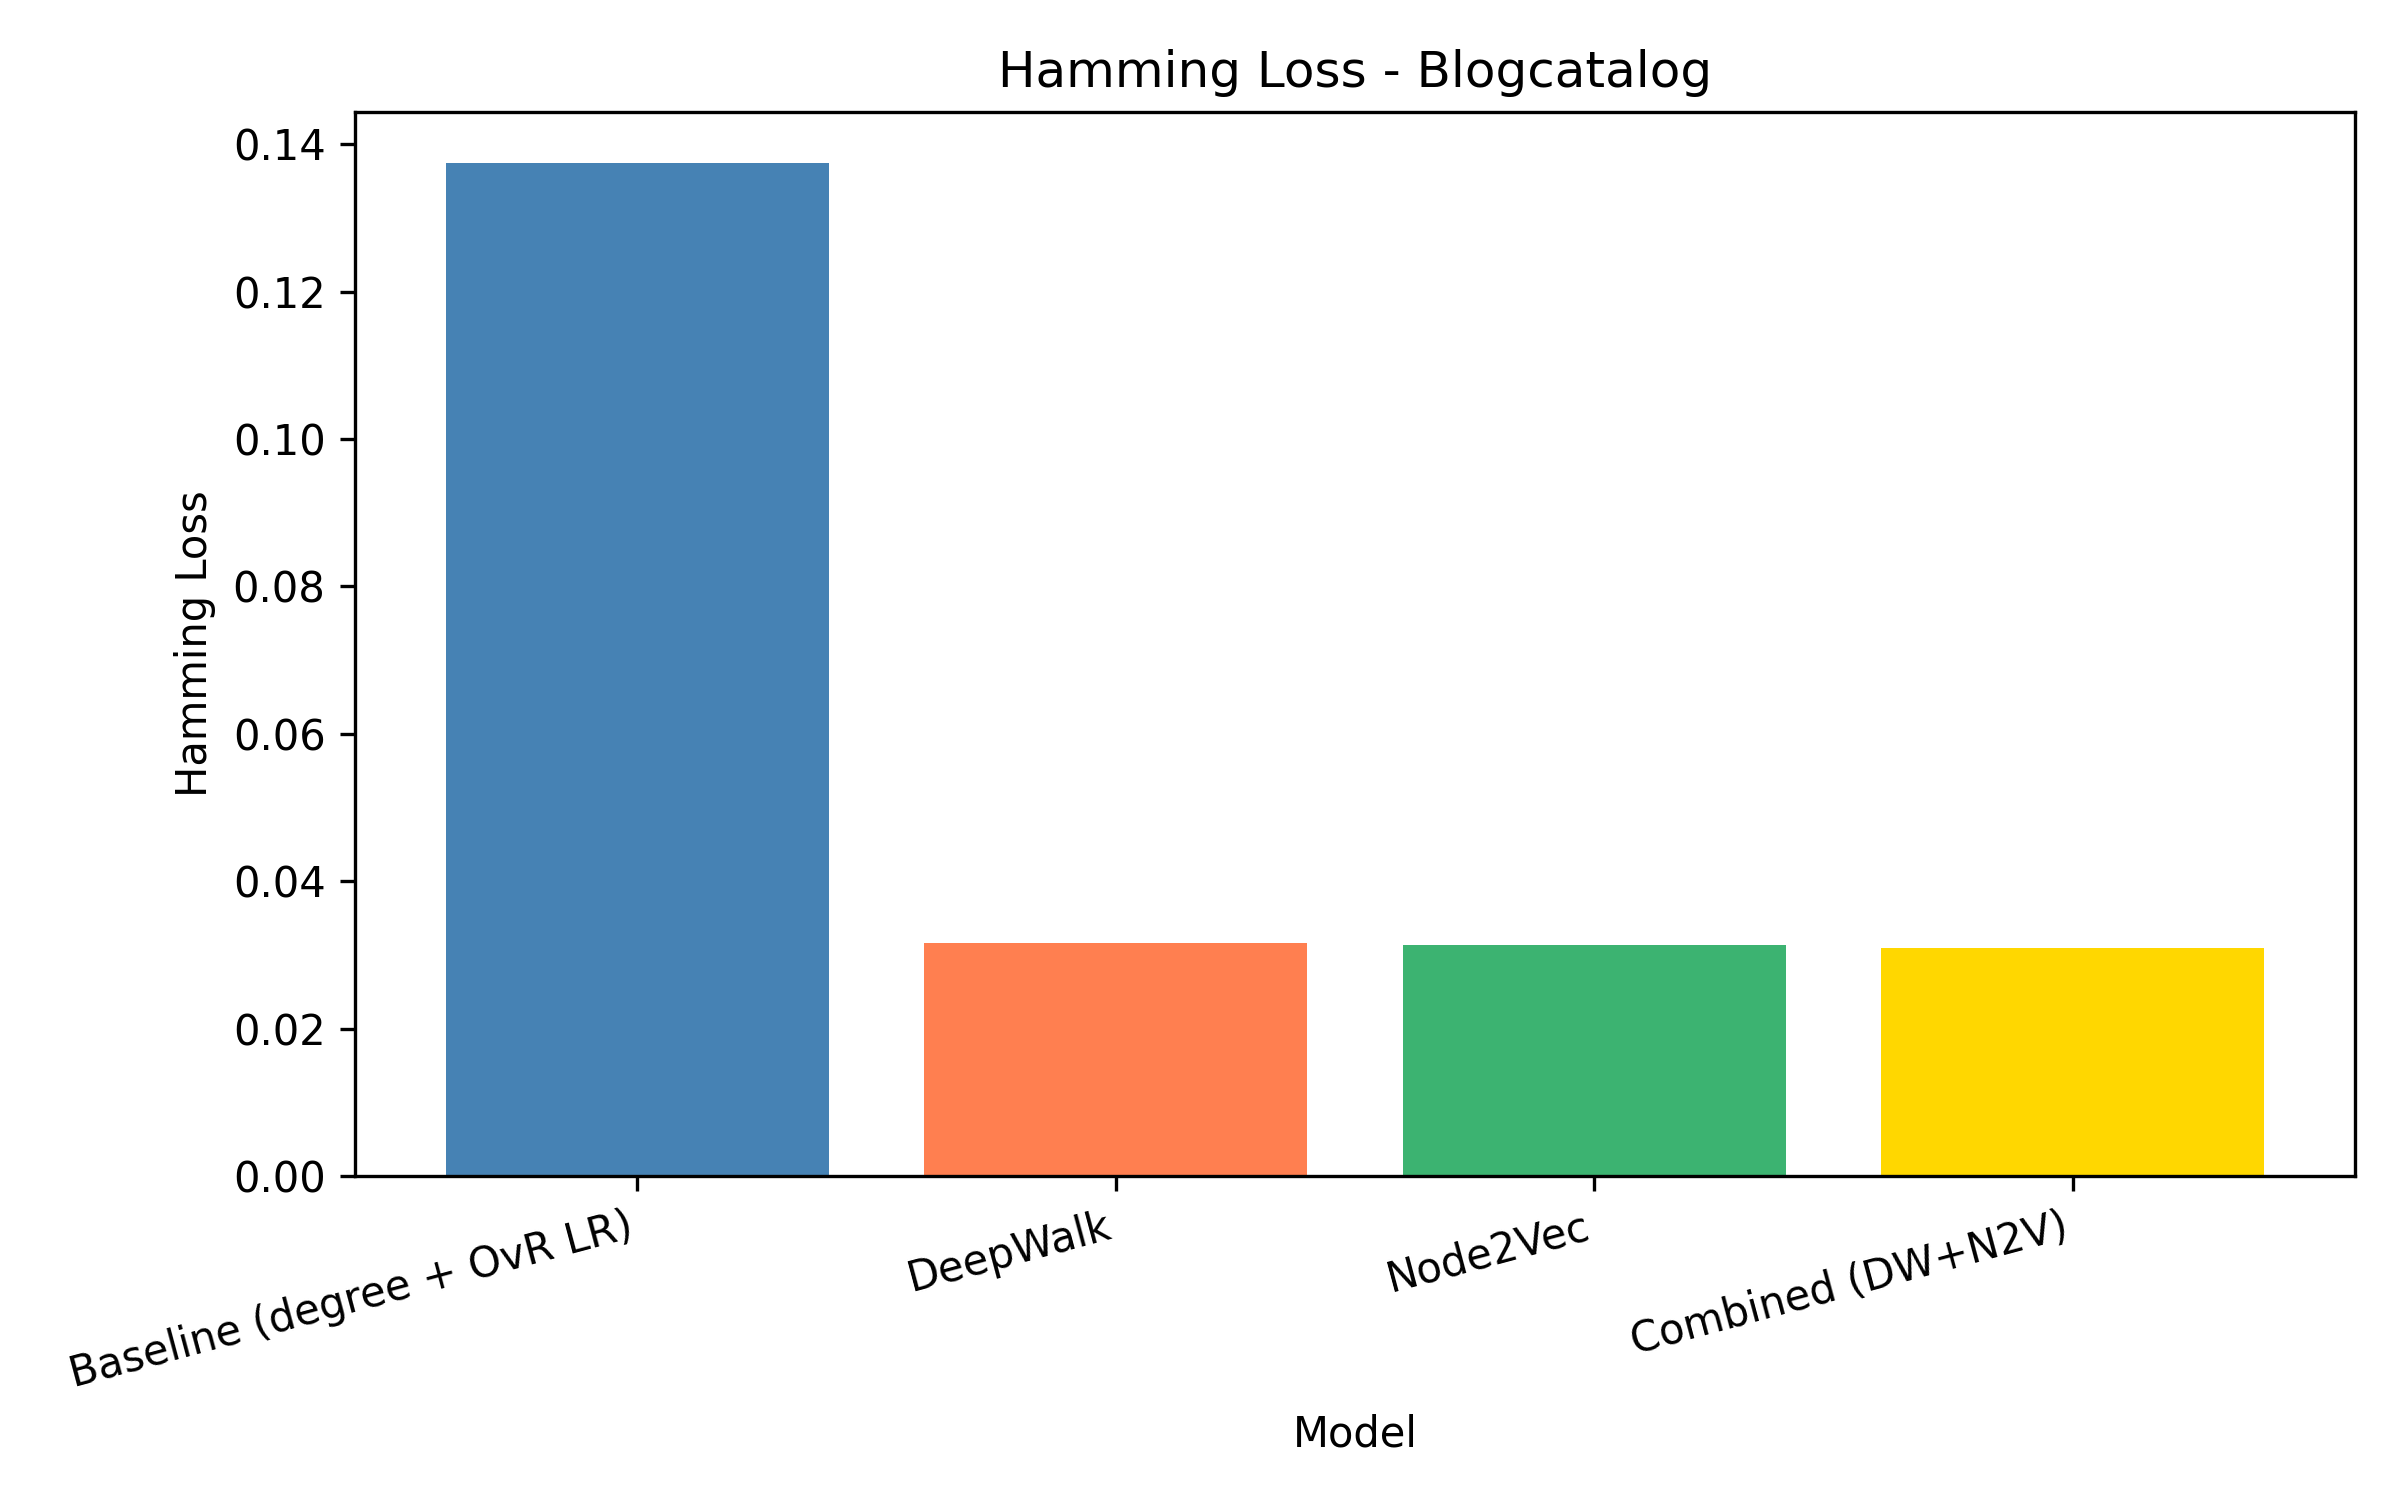 Hamming Loss - Blogcatalog
Hamming Loss
0.14
0.12
0.10
0.08
0.06
0.04
0.02
0.00
Baseline (degree + OvR LR)
DeepWalk
Node2Vec
Combined (DW+N2V)
Model